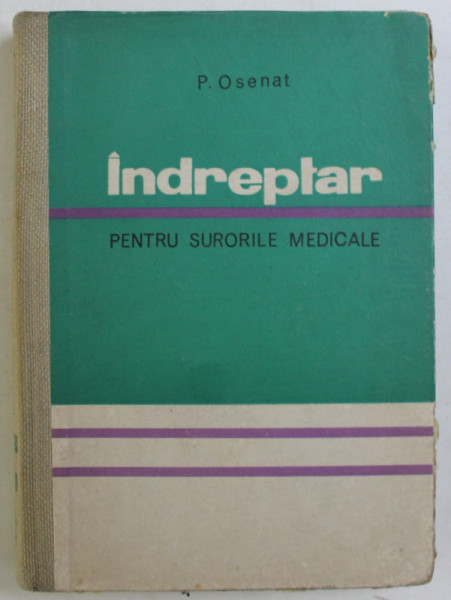 P. Osenat
Îndreptar
PENTRU SURORILE MEDICALE